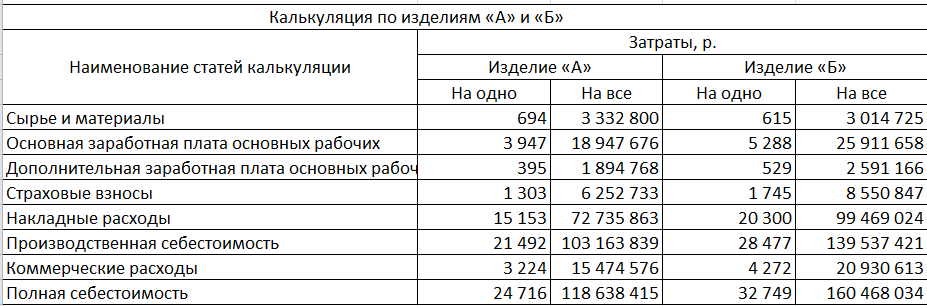 Калькуляция по изделиям «А» и «Б»
Наименование статей калькуляции Затраты, р.
Изделие «А» Изделие «Б»
На одно На все На одно На все
Сырье и материалы 694 3 332 800 615 3 014 725
Основная заработная плата основных рабочих 3 947 18 947 676 5 288 25 911 658
Дополнительная заработная плата основных рабоч 395 1 894 768 529 2 591 166
Страховые взносы 1 303 6 252 733 1 745 8 550 847
Накладные расходы 15 153 72 735 863 20 300 99 469 024
Производственная себестоимость 21 492 103 163 839 28 477 139 537 421
Коммерческие расходы 3 224 15 474 576 4 272 20 930 613
Полная себестоимость 24 716 118 638 415 32 749 160 468 034